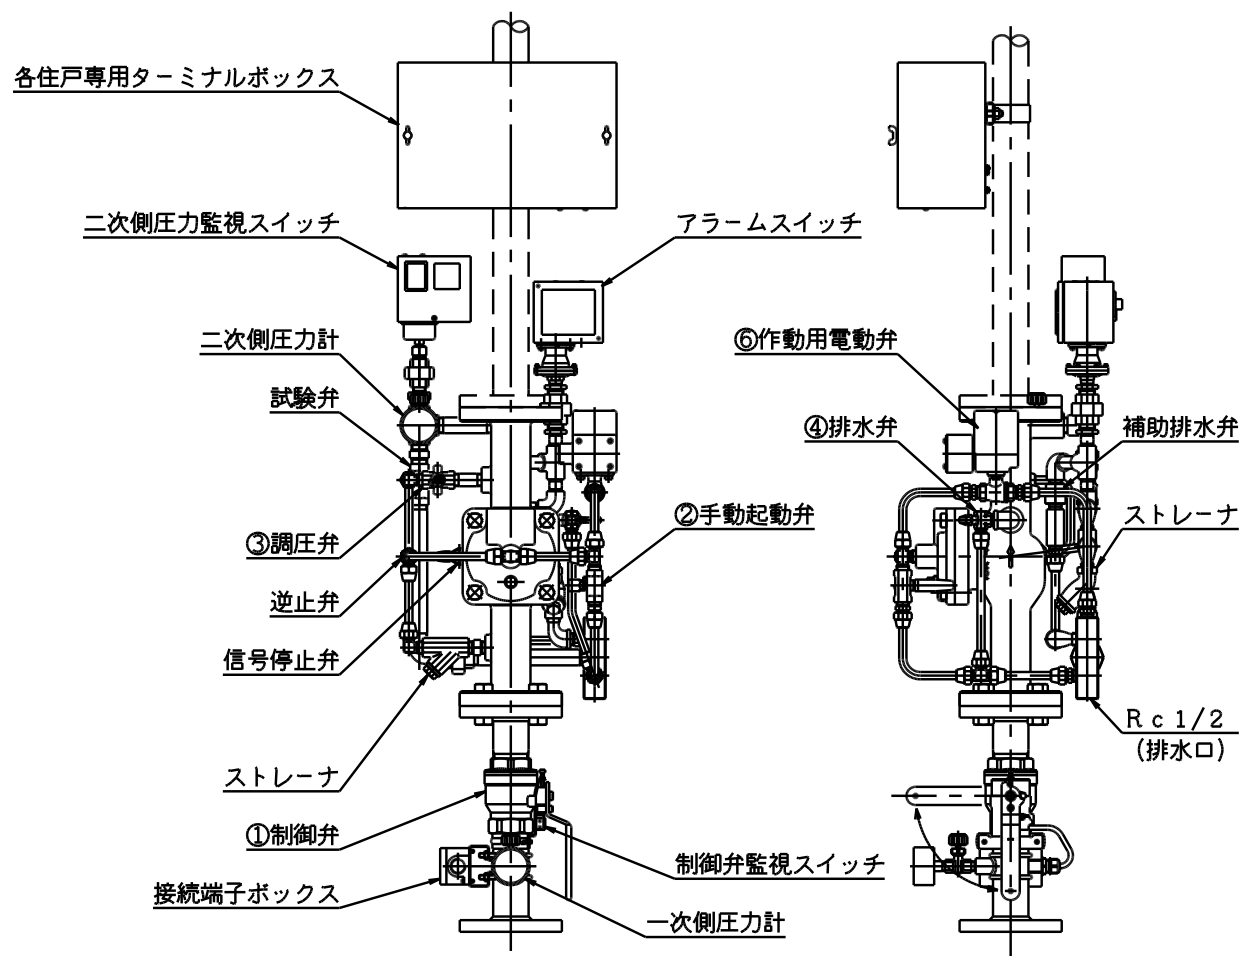 各住戸専用ターミナルボックス
二次側圧力監視スイッチ
アラームスイッチ
二次側圧力計
⑥作動用電動弁
試験弁
④排水弁
補助排水弁
②手動起動弁
ストレーナ
③調圧弁
逆止弁
信号停止弁
Rc1/2
(排水口)
ストレーナ
①制御弁
制御弁監視スイッチ
接続端子ボックス
一次側圧力計